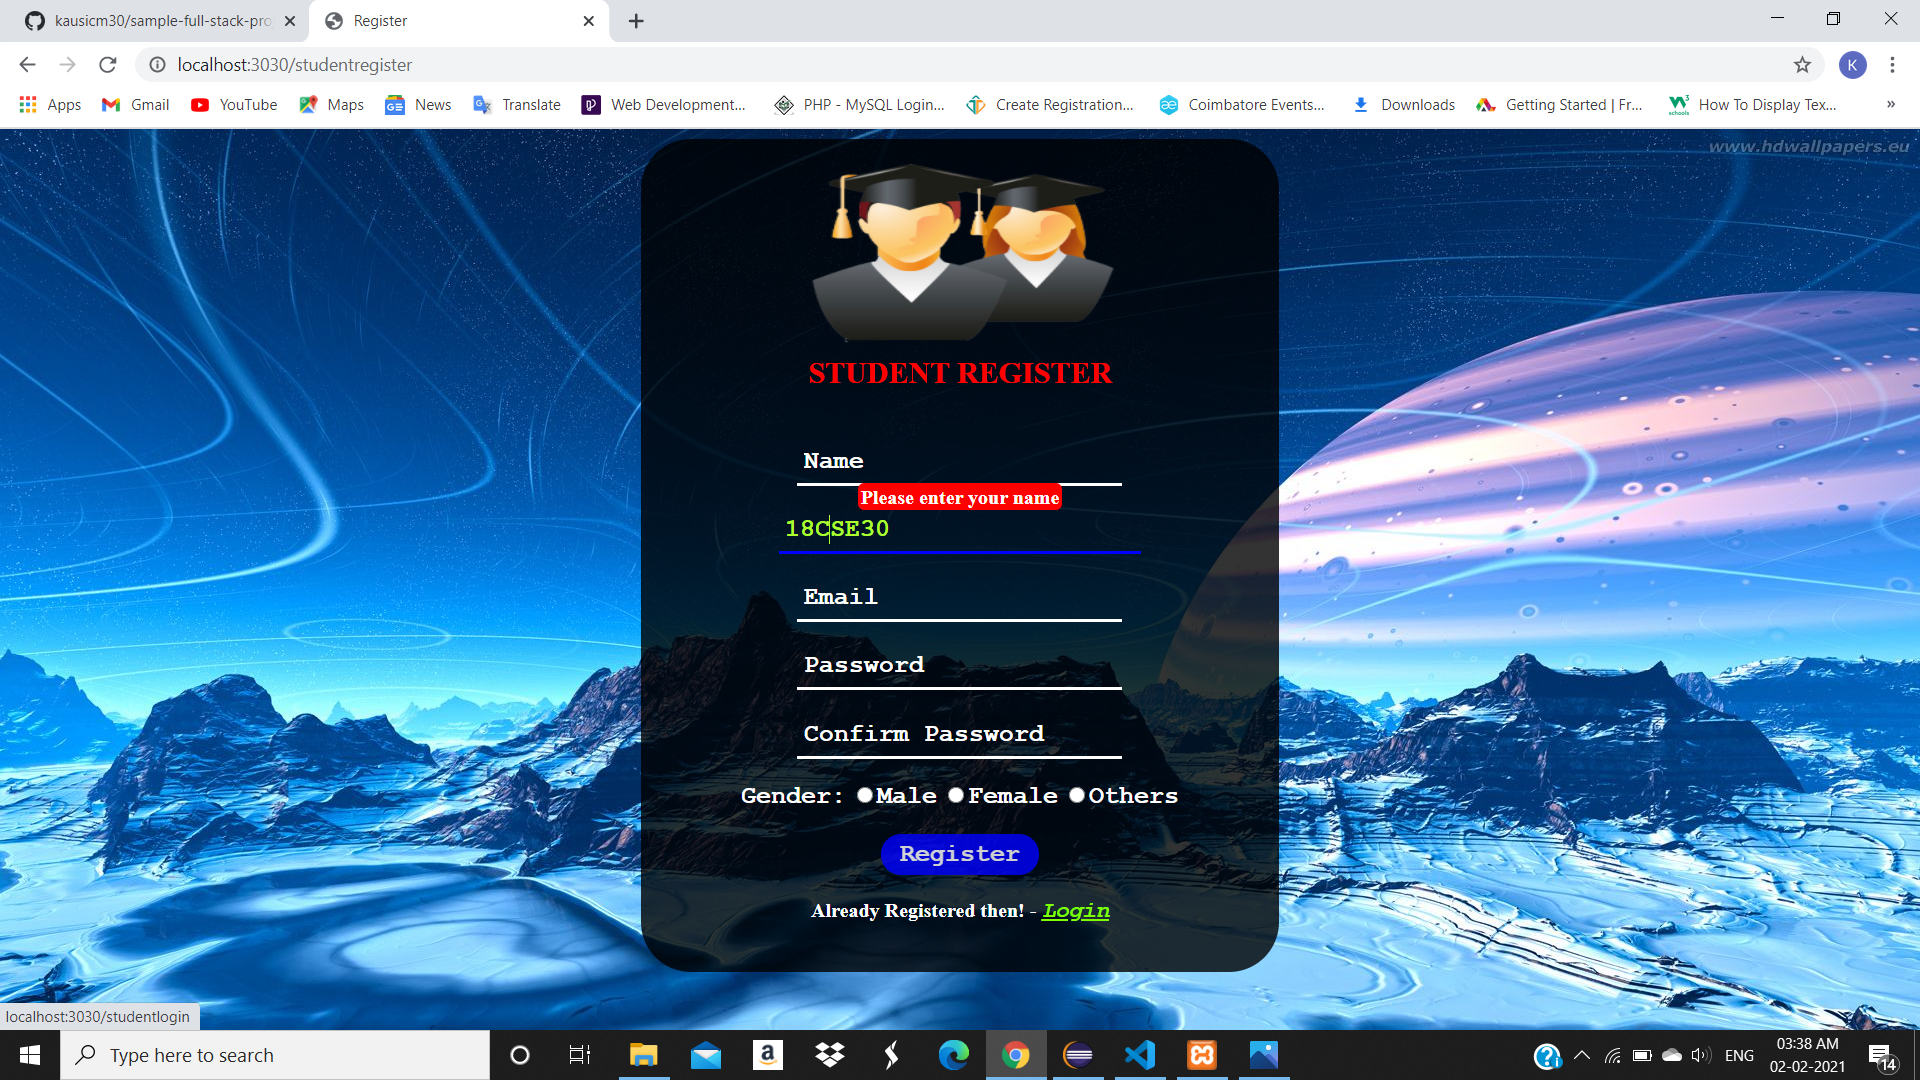 kausicm30/sample-full-stack-pro
Register
localhost:3030/studentregister
K
Apps
Gmail
YouTube
Maps
News
Translate
Web Development...
PHP - MySQL Login...
Create Registration...
Coimbatore Events...
Downloads
Getting Started | Fr...
How To Display Tex...
»
www.hdwallpapers.eu
STUDENT REGISTER
Name
Please enter your name
18CSE30
Email
Password
Confirm Password
Gender: Male Female Others
Register
Already Registered then! - Login
localhost:3030/studentlogin
Type here to search
ENG
03:38 AM
02-02-2021
14